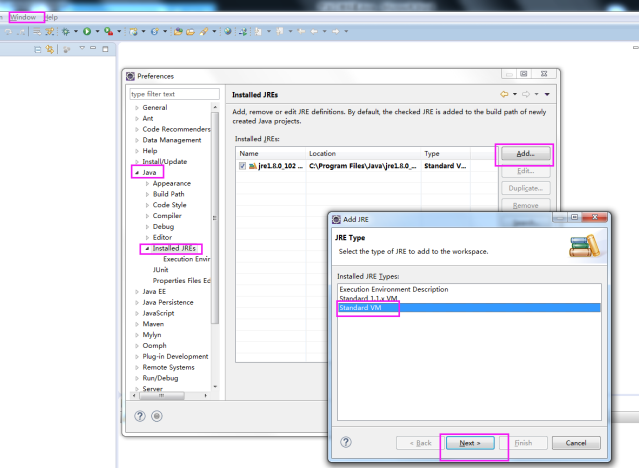 Window Help
Preferences
type filter text
General
Ant
Code Recommenders
Data Management
Help
Install/Update
Java
Appearance
Build Path
Code Style
Compiler
Debug
Editor
Installed JREs
Execution Envir
JUnit
Properties Files Ed
Java EE
Java Persistence
JavaScript
Maven
Mylyn
Oomph
Plug-in Development
Remote Systems
Run/Debug
Server
Installed JREs
Add, remove or edit JRE definitions. By default, the checked JRE is added to the build path of newly
created Java projects.
Installed JREs:
Name Location Type
jre1.8.0_102 ... C:\Program Files\Java\jre1.8.0_... Standard V...
Add...
Edit...
Duplicate...
Remove
Add JRE
JRE Type
Select the type of JRE to add to the workspace.
Installed JRE Types:
Execution Environment Description
Standard 1.1.x VM
Standard VM
< Back
Next >
Finish
Cancel